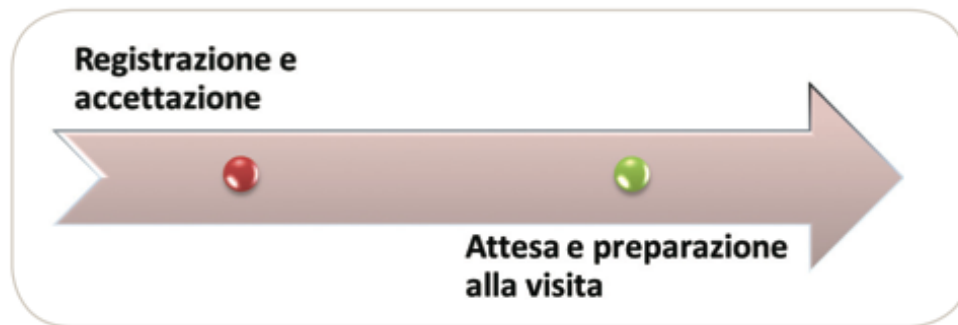 Registrazione e
accettazione
Attesa e preparazione
alla visita